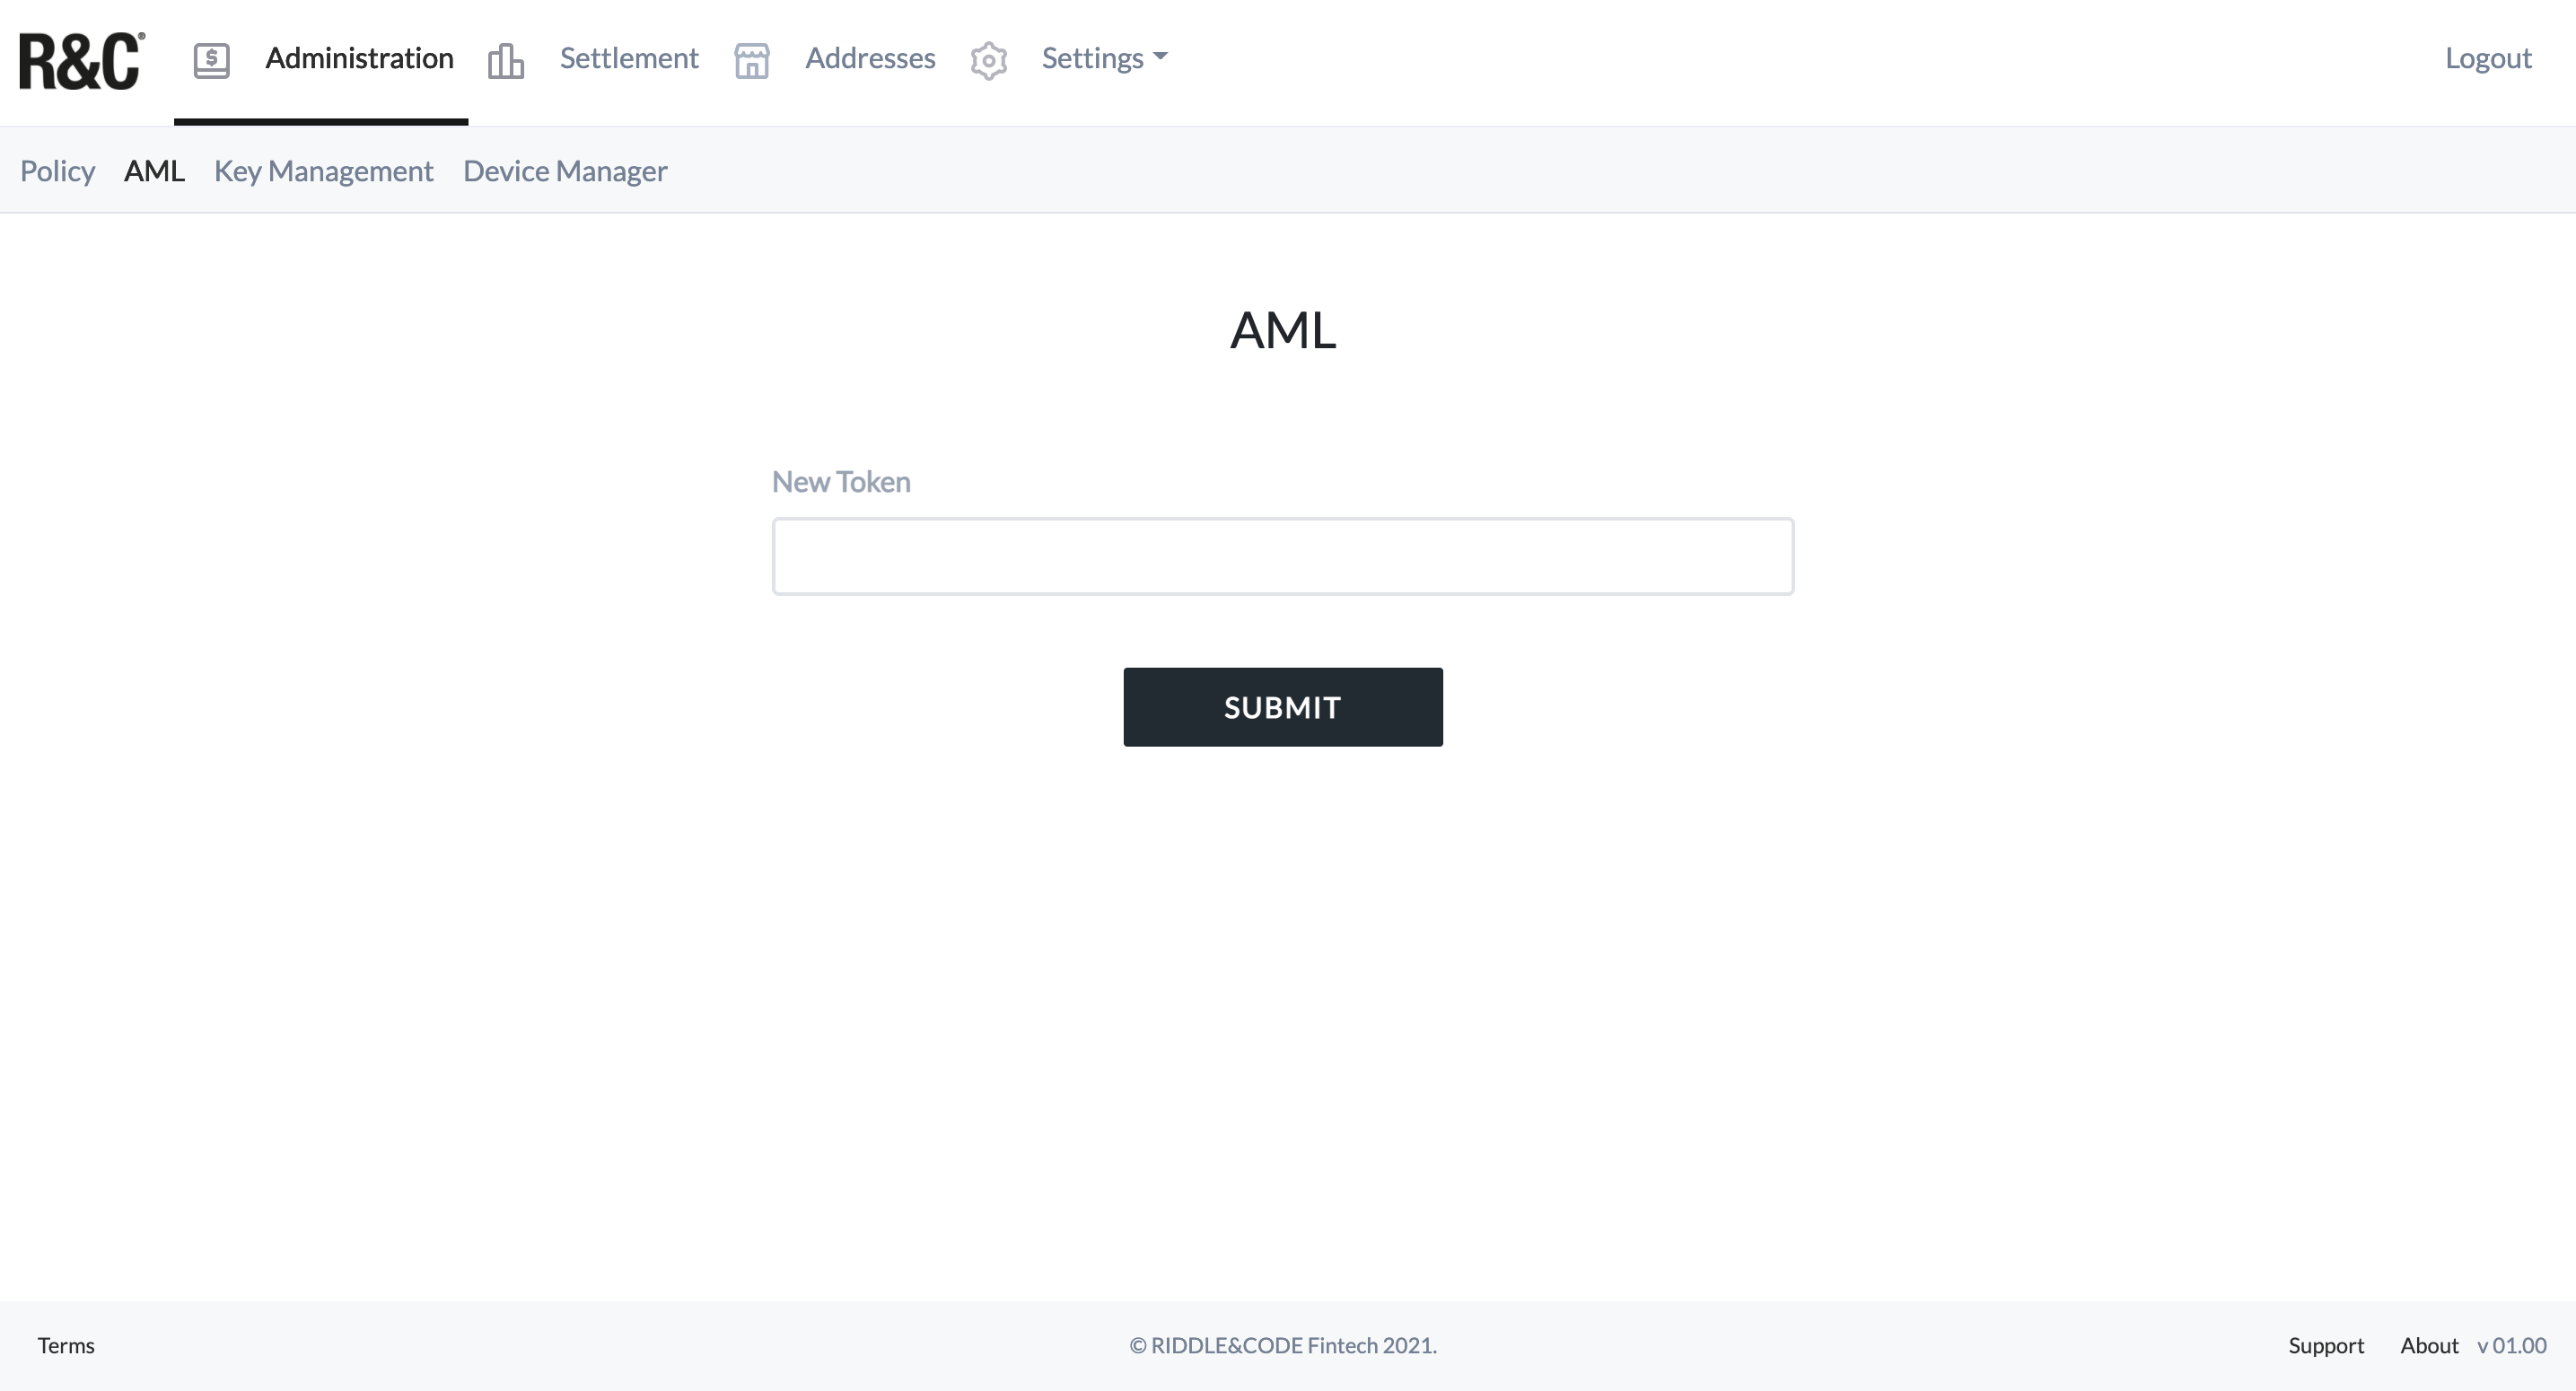 R&C® Administration Settlement Addresses Settings Logout
Policy AML Key Management Device Manager
AML
New Token
SUBMIT
Terms © RIDDLE&CODE Fintech 2021. Support About v 01.00